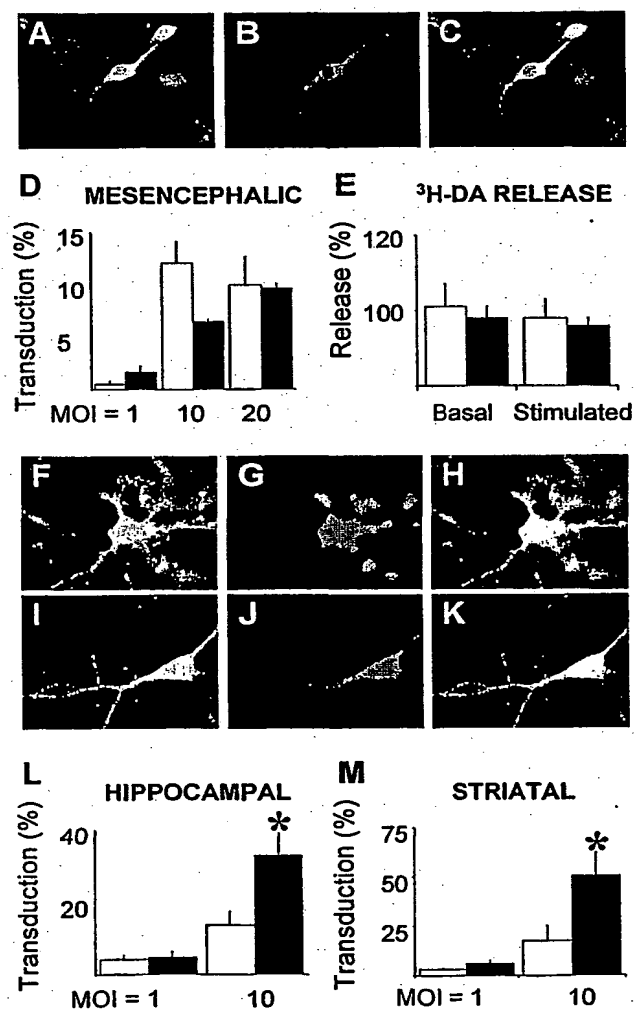 A B C
D MESENCEPHALIC
Transduction (%)
15
10
5
MOI = 1 10 20
E ³H-DA RELEASE
Release (%)
120
100
Basal Stimulated
F G H
I J K
L HIPPOCAMPAL
Transduction (%)
40
20
*
MOI = 1 10
M STRIATAL
Transduction (%)
75
50
25
*
MOI = 1 10